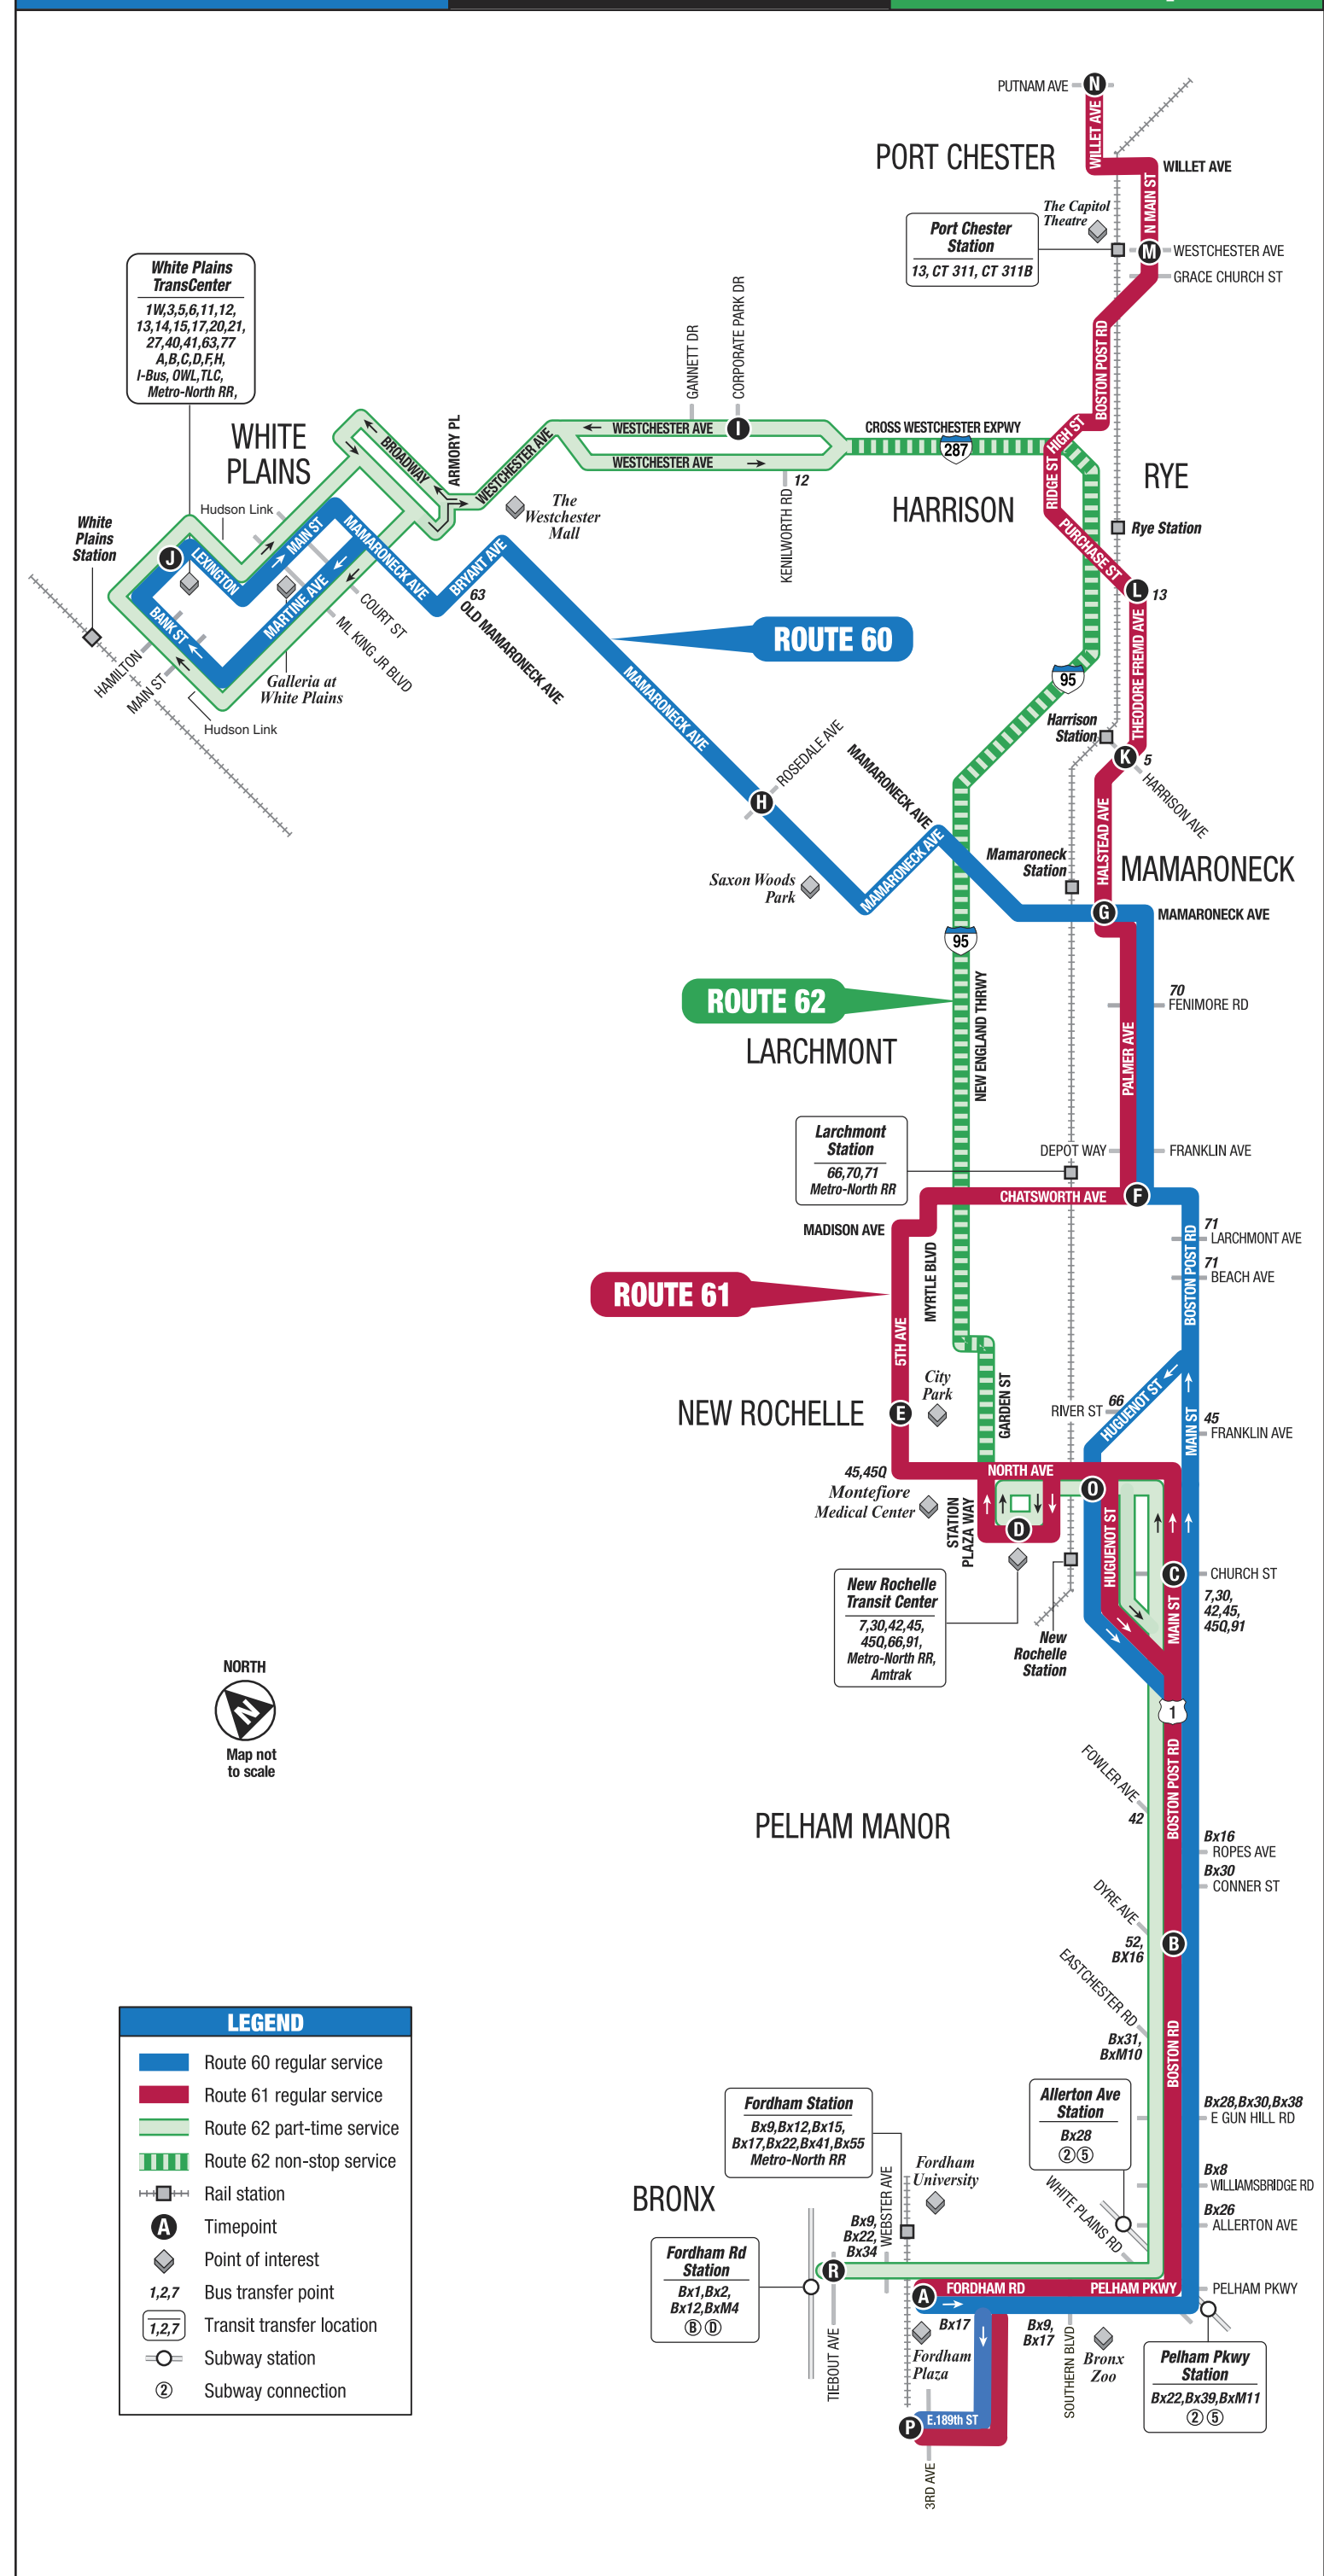 PUTNAM AVE
N
WILLET AVE
PORT CHESTER
WILLET AVE
The Capitol
Theatre
N MAIN ST
Port Chester
Station
13, CT 311, CT 311B
M
WESTCHESTER AVE
GRACE CHURCH ST
White Plains
TransCenter
1W,3,5,6,11,12,
13,14,15,17,20,21,
27,40,41,63,77
A,B,C,D,F,H,
I-Bus, OWL,TLC,
Metro-North RR,
GANNETT DR
CORPORATE PARK DR
BOSTON POST RD
WHITE
PLAINS
BROADWAY
ARMORY PL
WESTCHESTER AVE
WESTCHESTER AVE
I
WESTCHESTER AVE
CROSS WESTCHESTER EXPWY
287
HIGH ST
RIDGE ST
RYE
12
KENILWORTH RD
HARRISON
The
Westchester
Mall
Hudson Link
White
Plains
Station
J
LEXINGTON
MAIN ST
MAMARONECK AVE
BRYANT AVE
63
OLD MAMARONECK AVE
MARTINE AVE
BANK ST
COURT ST
ML KING JR BLVD
HAMILTON
MAIN ST
Galleria at
White Plains
Hudson Link
Rye Station
PURCHASE ST
L
13
ROUTE 60
THEODORE FREMD AVE
95
MAMARONECK AVE
Harrison
Station
K
5
HARRISON AVE
ROSEDALE AVE
MAMARONECK AVE
H
HALSTEAD AVE
Mamaroneck
Station
MAMARONECK
Saxon Woods
Park
MAMARONECK AVE
G
MAMARONECK AVE
95
ROUTE 62
NEW ENGLAND THRWY
70
FENIMORE RD
LARCHMONT
PALMER AVE
Larchmont
Station
66,70,71
Metro-North RR
DEPOT WAY
FRANKLIN AVE
CHATSWORTH AVE
F
MADISON AVE
71
LARCHMONT AVE
71
BEACH AVE
BOSTON POST RD
MYRTLE BLVD
ROUTE 61
5TH AVE
City
Park
GARDEN ST
NEW ROCHELLE
E
RIVER ST
66
HUGUENOT ST
MAIN ST
45
FRANKLIN AVE
45,45Q
NORTH AVE
Montefiore
Medical Center
STATION
PLAZA WAY
D
O
HUGUENOT ST
C
CHURCH ST
7,30,
42,45,
45Q,91
MAIN ST
New Rochelle
Transit Center
7,30,42,45,
45Q,66,91,
Metro-North RR,
Amtrak
New
Rochelle
Station
NORTH
N
Map not
to scale
1
BOSTON POST RD
FOWLER AVE
42
PELHAM MANOR
Bx16
ROPES AVE
Bx30
CONNER ST
DYRE AVE
52,
BX16
B
EASTCHESTER RD
Bx31,
BxM10
BOSTON RD
LEGEND
Route 60 regular service
Route 61 regular service
Route 62 part-time service
Route 62 non-stop service
Rail station
A
Timepoint
Point of interest
1,2,7
Bus transfer point
1,2,7
Transit transfer location
Subway station
2
Subway connection
Allerton Ave
Station
Bx28
2 5
Bx28,Bx30,Bx38
E GUN HILL RD
Fordham Station
Bx9,Bx12,Bx15,
Bx17,Bx22,Bx41,Bx55
Metro-North RR
Fordham
University
Bx8
WILLIAMSBRIDGE RD
WHITE PLAINS RD
Bx26
ALLERTON AVE
BRONX
WEBSTER AVE
Bx9,
Bx22,
Bx34
Fordham Rd
Station
Bx1,Bx2,
Bx12,BxM4
B D
R
A
FORDHAM RD
PELHAM PKWY
PELHAM PKWY
Bx17
Bx9,
Bx17
TIEBOUT AVE
Fordham
Plaza
SOUTHERN BLVD
Bronx
Zoo
Pelham Pkwy
Station
Bx22,Bx39,BxM11
2 5
P
E.189th ST
3RD AVE